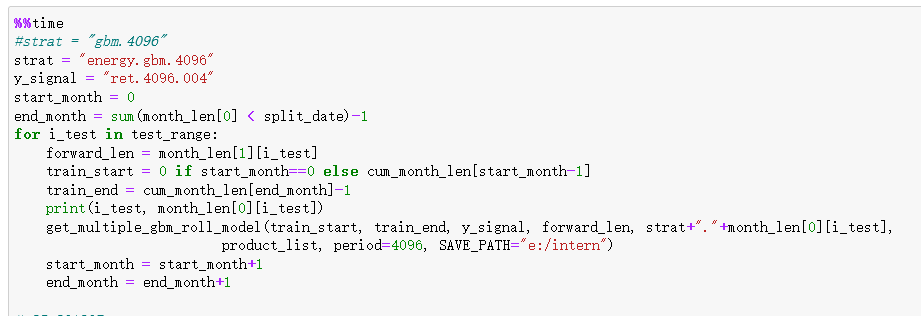 %%time
#strat = "gbm.4096"
strat = "energy.gbm.4096"
y_signal = "ret.4096.004"
start_month = 0
end_month = sum(month_len[0] < split_date)-1
for i_test in test_range:
    forward_len = month_len[1][i_test]
    train_start = 0 if start_month==0 else cum_month_len[start_month-1]
    train_end = cum_month_len[end_month]-1
    print(i_test, month_len[0][i_test])
    get_multiple_gbm_roll_model(train_start, train_end, y_signal, forward_len, strat+"."+month_len[0][i_test],
                                product_list, period=4096, SAVE_PATH="e:/intern")
    start_month = start_month+1
    end_month = end_month+1